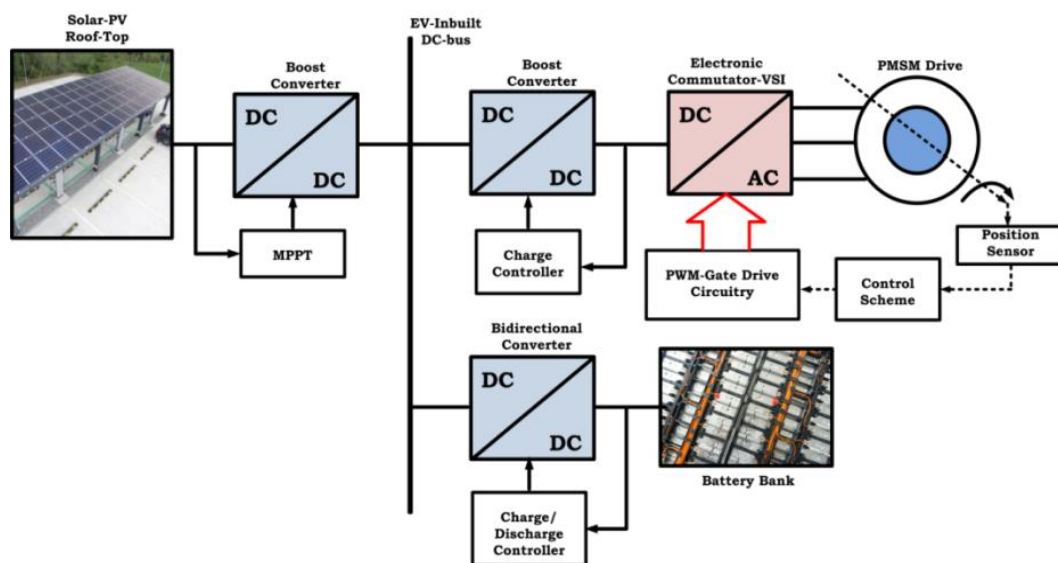 Solar-PV
Roof-Top
EV-Inbuilt
DC-bus
Boost
Converter
Boost
Converter
Electronic
Commutator-VSI
PMSM Drive
DC
DC
DC
DC
DC
AC
MPPT
Charge
Controller
PWM-Gate Drive
Circuitry
Control
Scheme
Position
Sensor
Bidirectional
Converter
DC
DC
Battery Bank
Charge/
Discharge
Controller